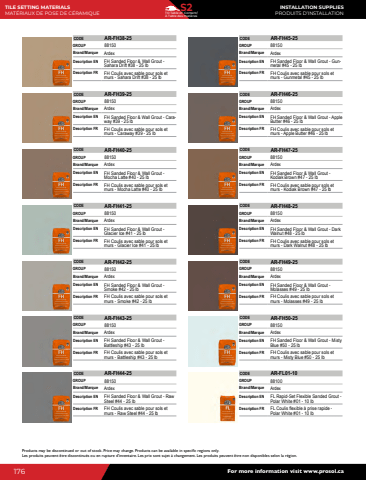 TILE SETTING MATERIALS
MATÉRIAUX DE POSE DE CÉRAMIQUE
S2
INSTALLATION SUPPLIES
PRODUITS D'INSTALLATION
CODE AR-FH38-25
GROUP 88152
Brand/Marque Ardex
Description EN FH Sanded Floor & Wall Grout -
Sahara Drift #38 - 25 lb
Description FR FH Coulis avec sable pour sols et
murs - Sahara Drift #38 - 25 lb
CODE AR-FH39-25
GROUP 88152
Brand/Marque Ardex
Description EN FH Sanded Floor & Wall Grout - Cara-
way #39 - 25 lb
Description FR FH Coulis avec sable pour sols et
murs - Caraway #39 - 25 lb
CODE AR-FH40-25
GROUP 88152
Brand/Marque Ardex
Description EN FH Sanded Floor & Wall Grout -
Mocha Latte #40 - 25 lb
Description FR FH Coulis avec sable pour sols et
murs - Mocha Latte #40 - 25 lb
CODE AR-FH41-25
GROUP 88152
Brand/Marque Ardex
Description EN FH Sanded Floor & Wall Grout -
Glacier Ice #41 - 25 lb
Description FR FH Coulis avec sable pour sols et
murs - Glacier Ice #41 - 25 lb
CODE AR-FH42-25
GROUP 88152
Brand/Marque Ardex
Description EN FH Sanded Floor & Wall Grout -
Smoke #42 - 25 lb
Description FR FH Coulis avec sable pour sols et
murs - Smoke #42 - 25 lb
CODE AR-FH43-25
GROUP 88152
Brand/Marque Ardex
Description EN FH Sanded Floor & Wall Grout -
Battleship #43 - 25 lb
Description FR FH Coulis avec sable pour sols et
murs - Battleship #43 - 25 lb
CODE AR-FH44-25
GROUP 88152
Brand/Marque Ardex
Description EN FH Sanded Floor & Wall Grout - Raw
Steel #44 - 25 lb
Description FR FH Coulis avec sable pour sols et
murs - Raw Steel #44 - 25 lb
CODE AR-FH45-25
GROUP 88153
Brand/Marque Ardex
Description EN FH Sanded Floor & Wall Grout - Gun-
metal #45 - 25 lb
Description FR FH Coulis avec sable pour sols et
murs - Gunmetal #45 - 25 lb
CODE AR-FH46-25
GROUP 88153
Brand/Marque Ardex
Description EN FH Sanded Floor & Wall Grout - Apple
Butter #46 - 25 lb
Description FR FH Coulis avec sable pour sols et
murs - Apple Butter #46 - 25 lb
CODE AR-FH47-25
GROUP 88153
Brand/Marque Ardex
Description EN FH Sanded Floor & Wall Grout -
Kodiak Brown #47 - 25 lb
Description FR FH Coulis avec sable pour sols et
murs - Kodiak Brown #47 - 25 lb
CODE AR-FH48-25
GROUP 88153
Brand/Marque Ardex
Description EN FH Sanded Floor & Wall Grout - Dark
Walnut #48 - 25 lb
Description FR FH Coulis avec sable pour sols et
murs - Dark Walnut #48 - 25 lb
CODE AR-FH49-25
GROUP 88153
Brand/Marque Ardex
Description EN FH Sanded Floor & Wall Grout -
Molasses #49 - 25 lb
Description FR FH Coulis avec sable pour sols et
murs - Molasses #49 - 25 lb
CODE AR-FH50-25
GROUP 88153
Brand/Marque Ardex
Description EN FH Sanded Floor & Wall Grout - Misty
Blue #50 - 25 lb
Description FR FH Coulis avec sable pour sols et
murs - Misty Blue #50 - 25 lb
CODE AR-FL01-10
GROUP 88100
Brand/Marque Ardex
Description EN FL Rapid-Set Flexible Sanded Grout -
Polar White #01 - 10 lb
Description FR FL Coulis flexible à prise rapide -
Polar White #01 - 10 lb
Products may be discontinued or out of stock. Price may change. Products can be available in specific regions only.
Les produits peuvent être discontinués ou en rupture d'inventaire. Les prix sont sujets à changement. Les produits peuvent être non disponibles selon la région.
176
For more information visit www.prosol.ca